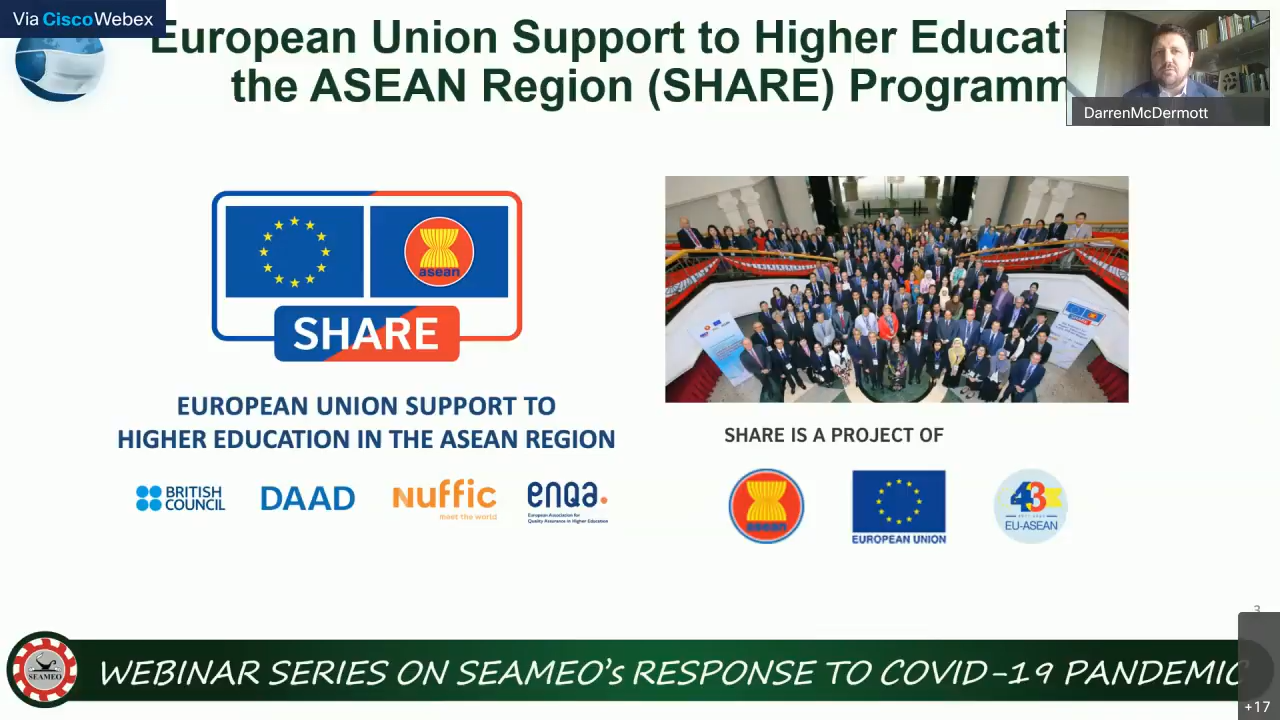 Via Cisco Webex
European Union Support to Higher Educati
the ASEAN Region (SHARE) Programm
DarrenMcDermott
asean
SHARE
EUROPEAN UNION SUPPORT TO
HIGHER EDUCATION IN THE ASEAN REGION
BRITISH
COUNCIL
DAAD
nuffic
meet the world
enqa.
European Association for
Quality Assurance in Higher Education
SHARE IS A PROJECT OF
asean
EUROPEAN UNION
43
EU-ASEAN
3
SEAMEO
WEBINAR SERIES ON SEAMEO's RESPONSE TO COVID-19 PANDEMIC
+17